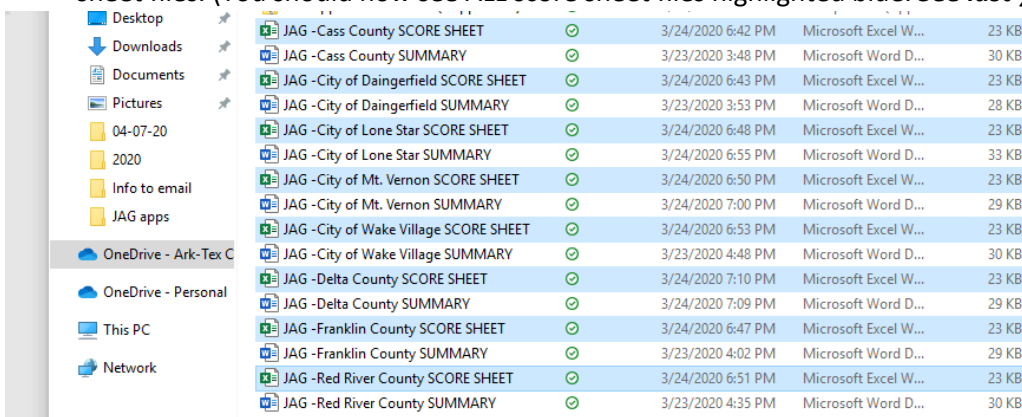 Desktop
Downloads
Documents
Pictures
04-07-20
2020
Info to email
JAG apps
OneDrive - Ark-Tex C
OneDrive - Personal
This PC
Network
JAG -Cass County SCORE SHEET 3/24/2020 6:42 PM Microsoft Excel W... 23 KB
JAG -Cass County SUMMARY 3/23/2020 3:48 PM Microsoft Word D... 30 KB
JAG -City of Daingerfield SCORE SHEET 3/24/2020 6:43 PM Microsoft Excel W... 23 KB
JAG -City of Daingerfield SUMMARY 3/23/2020 3:53 PM Microsoft Word D... 28 KB
JAG -City of Lone Star SCORE SHEET 3/24/2020 6:48 PM Microsoft Excel W... 23 KB
JAG -City of Lone Star SUMMARY 3/24/2020 6:55 PM Microsoft Word D... 33 KB
JAG -City of Mt. Vernon SCORE SHEET 3/24/2020 6:50 PM Microsoft Excel W... 23 KB
JAG -City of Mt. Vernon SUMMARY 3/24/2020 7:00 PM Microsoft Word D... 29 KB
JAG -City of Wake Village SCORE SHEET 3/24/2020 6:53 PM Microsoft Excel W... 23 KB
JAG -City of Wake Village SUMMARY 3/23/2020 4:48 PM Microsoft Word D... 30 KB
JAG -Delta County SCORE SHEET 3/24/2020 7:10 PM Microsoft Excel W... 23 KB
JAG -Delta County SUMMARY 3/24/2020 7:09 PM Microsoft Word D... 29 KB
JAG -Franklin County SCORE SHEET 3/24/2020 6:47 PM Microsoft Excel W... 23 KB
JAG -Franklin County SUMMARY 3/23/2020 4:02 PM Microsoft Word D... 29 KB
JAG -Red River County SCORE SHEET 3/24/2020 6:51 PM Microsoft Excel W... 23 KB
JAG -Red River County SUMMARY 3/23/2020 4:35 PM Microsoft Word D... 30 KB